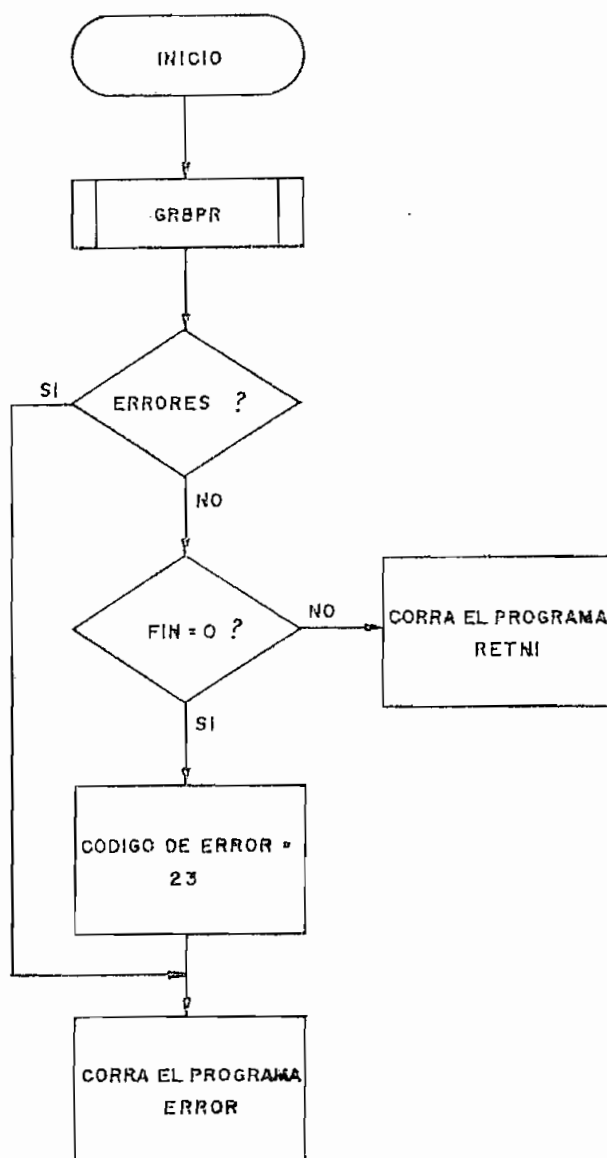 INICIO
GRBPR
SI
ERRORES ?
NO
FIN = 0 ?
NO
CORRA EL PROGRAMA
RETNI
SI
CODIGO DE ERROR =
23
CORRA EL PROGRAMA
ERROR